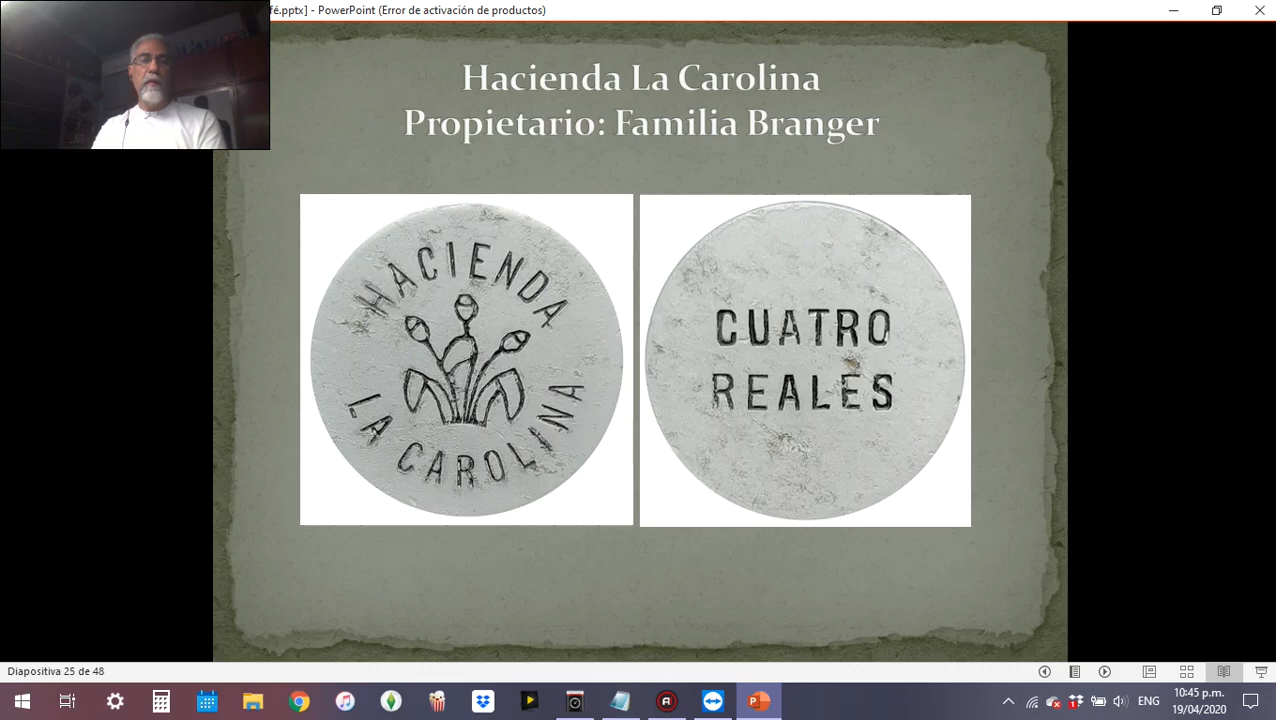 fé.pptx] - PowerPoint (Error de activación de productos)
Hacienda La Carolina
Propietario: Familia Branger
HACIENDA
LA CAROLINA
CUATRO
REALES
Diapositiva 25 de 48
ENG
10:45 p.m.
19/04/2020